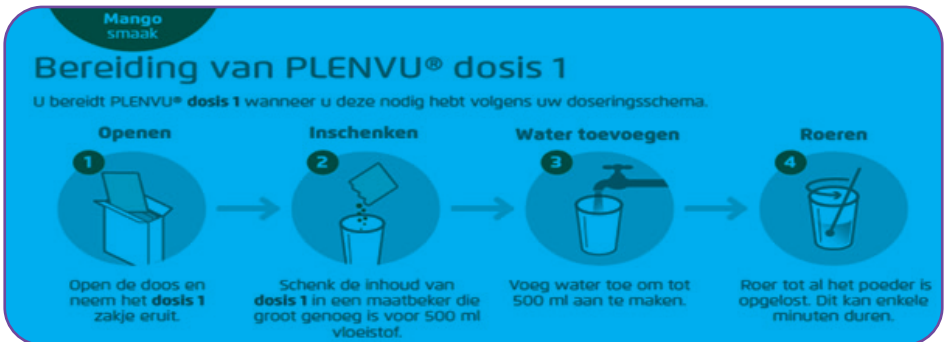 Mango
smaak
Bereiding van PLENVU® dosis 1
U bereidt PLENVU® dosis 1 wanneer u deze nodig hebt volgens uw doseringsschema.
Openen
1
Open de doos en
neem het dosis 1
zakje eruit.
Inschenken
2
Schenk de inhoud van
dosis 1 in een maatbeker die
groot genoeg is voor 500 ml
vloeistof.
Water toevoegen
3
Voeg water toe om tot
500 ml aan te maken.
Roeren
4
Roer tot al het poeder is
opgelost. Dit kan enkele
minuten duren.